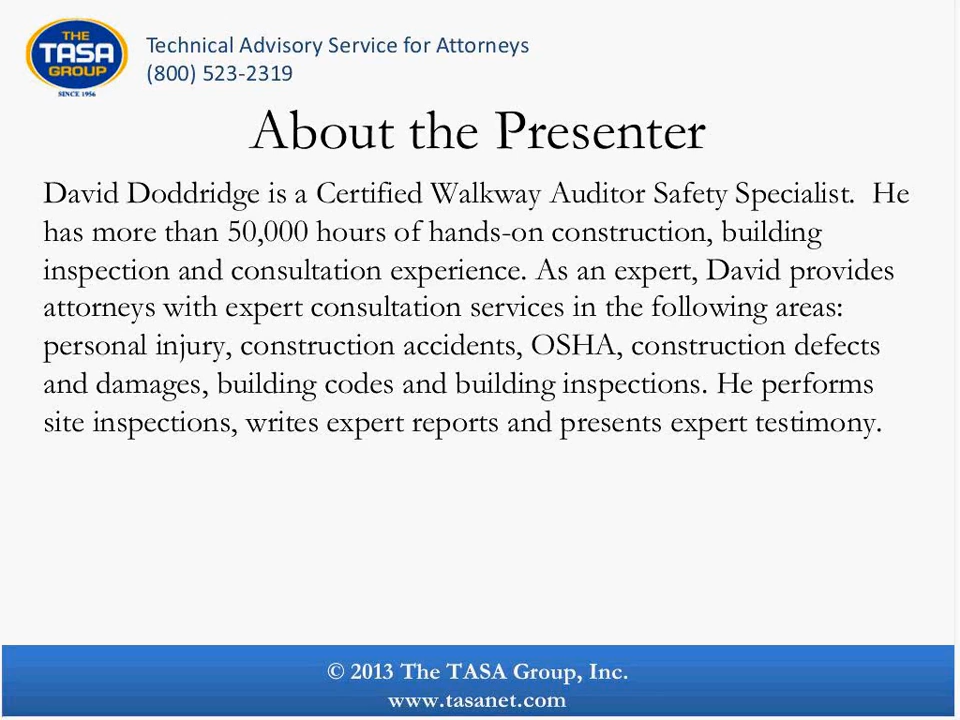 THE
TASA
GROUP
SINCE 1956
Technical Advisory Service for Attorneys
(800) 523-2319
About the Presenter
David Doddridge is a Certified Walkway Auditor Safety Specialist.  He
has more than 50,000 hours of hands-on construction, building
inspection and consultation experience. As an expert, David provides
attorneys with expert consultation services in the following areas:
personal injury, construction accidents, OSHA, construction defects
and damages, building codes and building inspections. He performs
site inspections, writes expert reports and presents expert testimony.
© 2013 The TASA Group, Inc.
www.tasanet.com